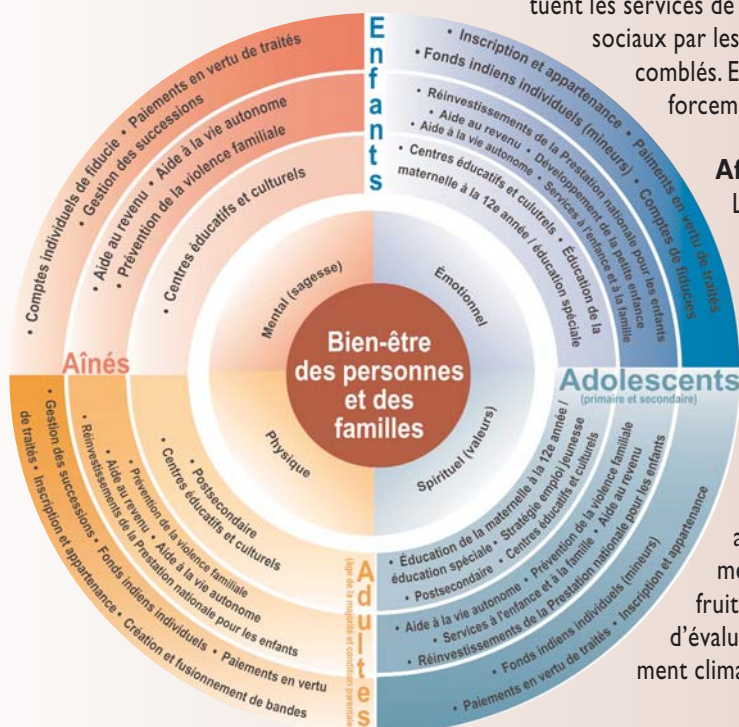 Bien-être
des personnes
et des
familles
Mental (sagesse)
Émotionnel
Physique
Spirituel (valeurs)
Enfants
• Inscription et appartenance • Paiments en vertu de traités
• Fonds indiens individuels (mineurs) • Comptes de fiducies
• Réinvestissements de la Prestation nationale pour les enfants
• Aide au revenu • Développement de la petite enfance
• Aide à la vie autonome • Services à l'enfance et à la famille
• Centres éducatifs et cululrels • Éducation de la
maternelle à la 12e année / éducation spéciale
Adolescents
(primaire et secondaire)
• Éducation de la maternelle à la 12e année /
éducation spéciale • Stratégie emploi jeunesse
• Postsecondaire • Centres éducatifs et culturels
• Aide à la vie autonome • Prévention de la violence familiale
• Services à l'enfance et à la famille • Aide au revenu
• Réinvestissements de la Prestation nationale pour les enfants
• Fonds indiens individuels (mineurs)
• Paiements en vertu de traités • Inscription et appartenance
Adultes
(âge de la majorité et condition parentale)
• Postsecondaire
• Centres éducatifs et culturels
• Prévention de la violence familiale
• Aide au revenu • Aide à la vie autonome
• Réinvestissements de la Prestation nationale pour les enfants
• Gestion des successions • Fonds indiens individuels • Paiements en vertu
de traités • Inscription et appartenance • Création et fusionnement de bandes
Aînés
• Comptes individuels de fiducie • Paiements en vertu de traités
• Gestion des successions
• Aide au revenu • Aide à la vie autonome
• Prévention de la violence familiale
• Centres éducatifs et culturels
tuent les services de
sociaux par les
comblés. E
forcem
Af
L
a
me
fruit
d'évalu
ment clima